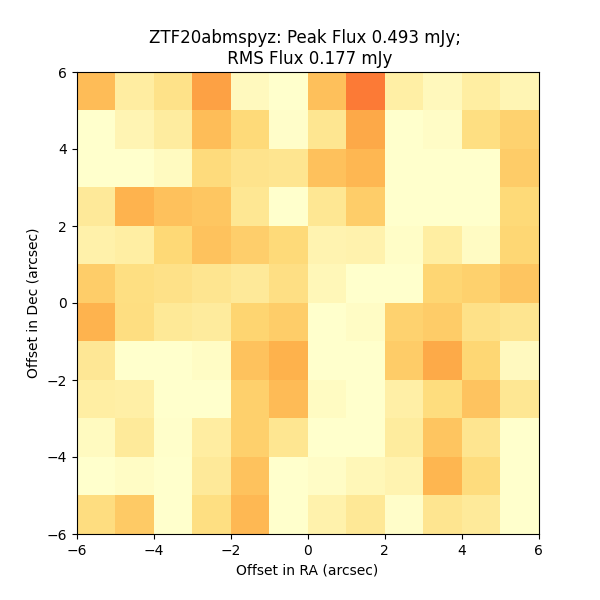 ZTF20abmspyz: Peak Flux 0.493 mJy;
RMS Flux 0.177 mJy
6
4
2
0
−2
−4
−6
Offset in Dec (arcsec)
−6 −4 −2 0 2 4 6
Offset in RA (arcsec)